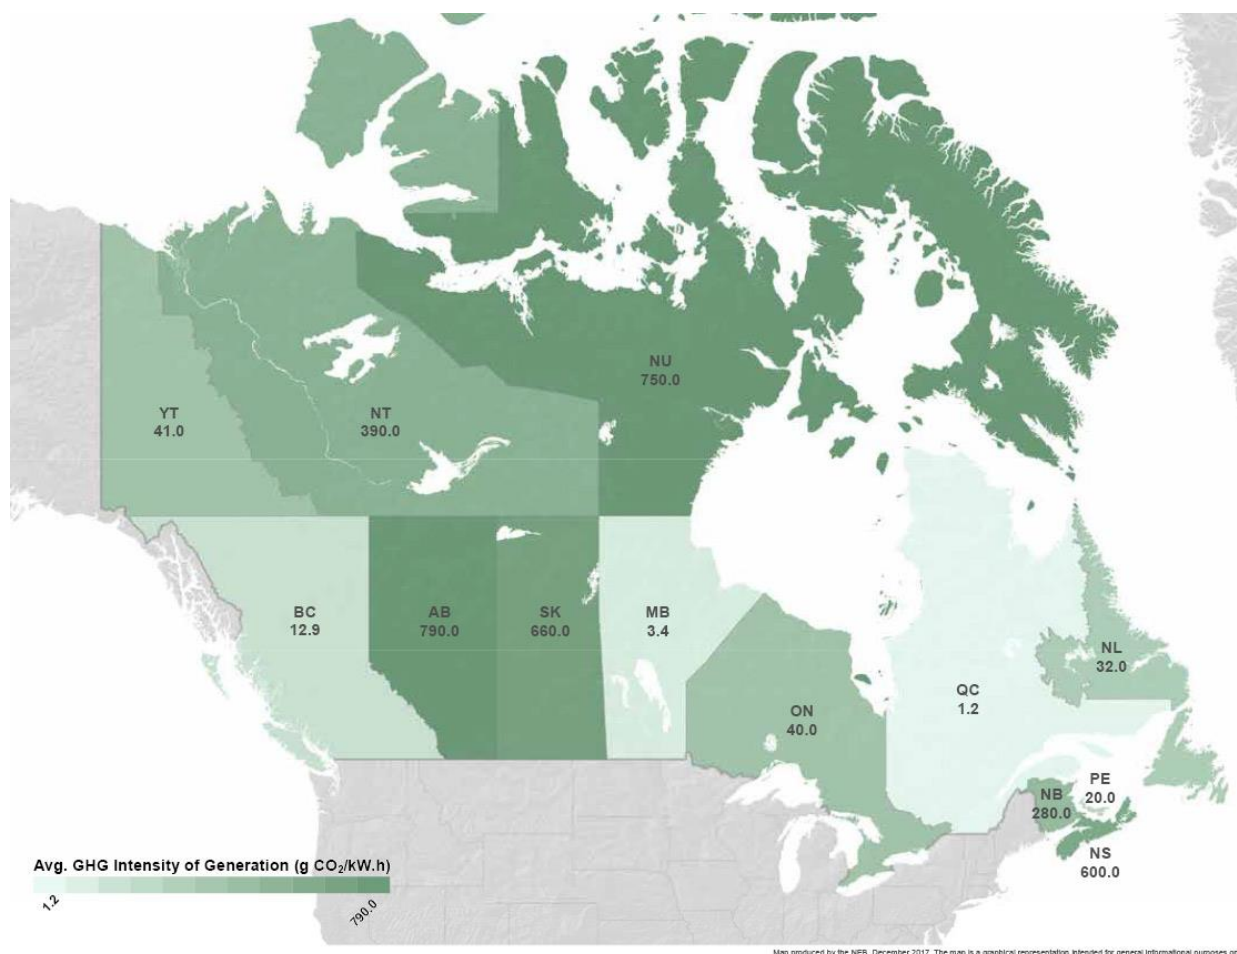 NU
750.0
YT
41.0
NT
390.0
BC
12.9
AB
790.0
SK
660.0
MB
3.4
NL
32.0
QC
1.2
ON
40.0
PE
20.0
NB
280.0
NS
600.0
Avg. GHG Intensity of Generation (g CO₂/kW.h)
1.2
790.0
Map produced by the NEB, December 2017. The map is a graphical representation intended for general informational purposes on